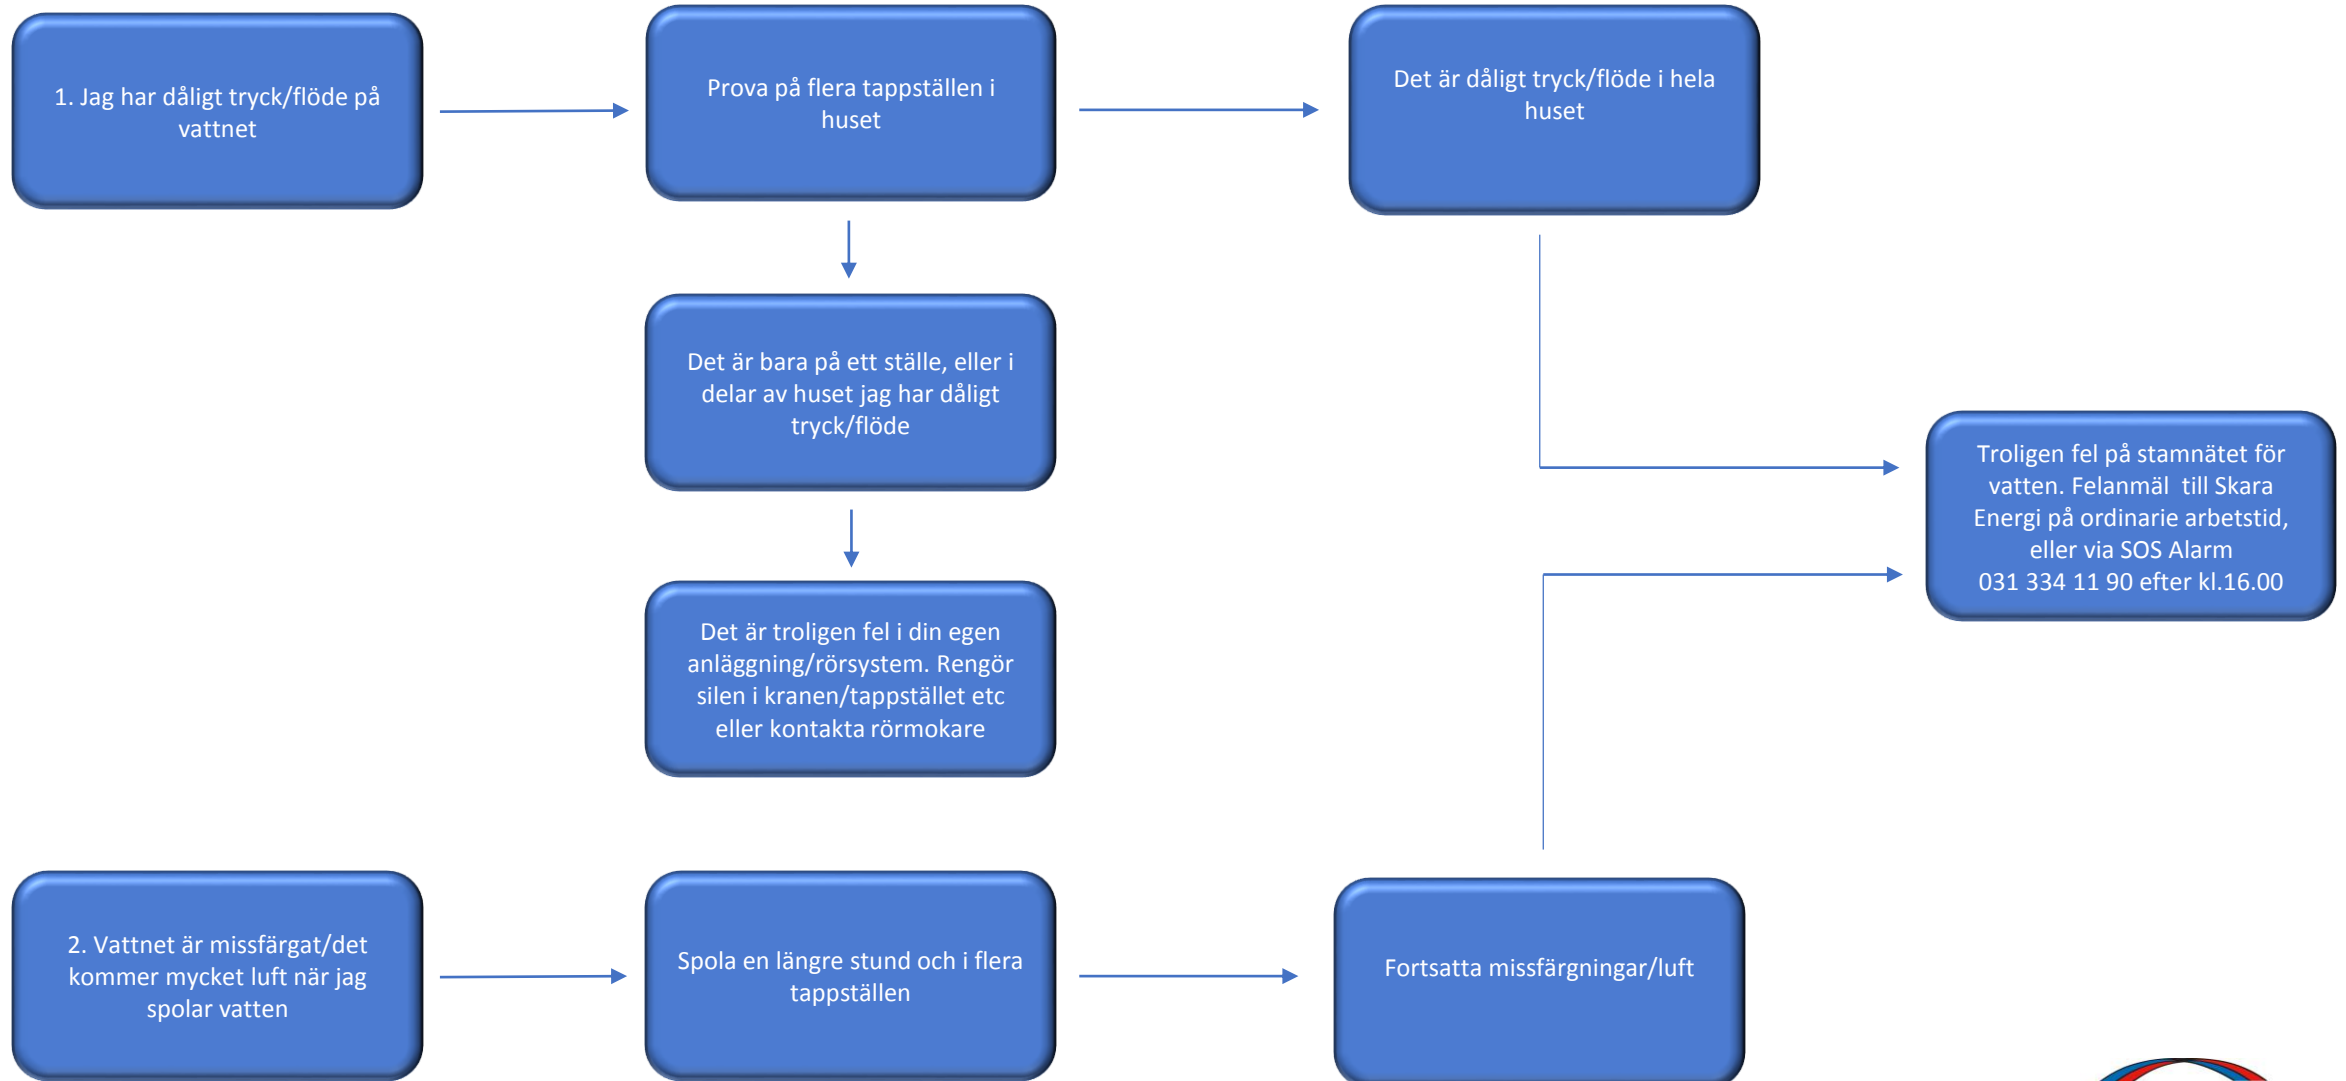 1. Jag har dåligt tryck/flöde på
vattnet
Prova på flera tappställen i
huset
Det är dåligt tryck/flöde i hela
huset
Det är bara på ett ställe, eller i
delar av huset jag har dåligt
tryck/flöde
Troligen fel på stamnätet för
vatten. Felanmäl till Skara
Energi på ordinarie arbetstid,
eller via SOS Alarm
031 334 11 90 efter kl.16.00
Det är troligen fel i din egen
anläggning/rörsystem. Rengör
silen i kranen/tappstället etc
eller kontakta rörmokare
2. Vattnet är missfärgat/det
kommer mycket luft när jag
spolar vatten
Spola en längre stund och i flera
tappställen
Fortsatta missfärgningar/luft